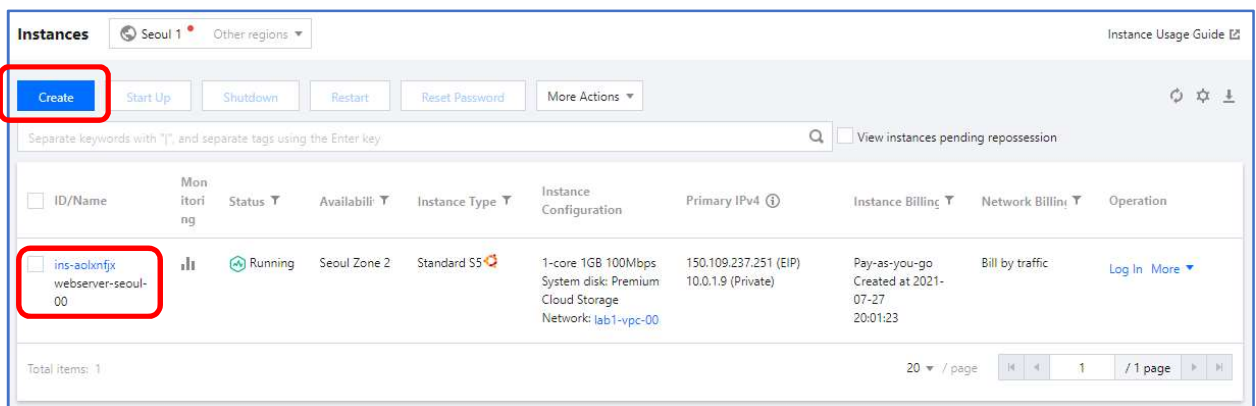 Instances Seoul 1 Other regions Instance Usage Guide
Create Start Up Shutdown Restart Reset Password More Actions
Separate keywords with "|", and separate tags using the Enter key View instances pending repossession
ID/Name
Mon
itori
ng
Status
Availabili
Instance Type
Instance
Configuration
Primary IPv4
Instance Billing
Network Billing
Operation
ins-aolxnfjx
webserver-seoul-
00
Running
Seoul Zone 2
Standard S5
1-core 1GB 100Mbps
System disk: Premium
Cloud Storage
Network: lab1-vpc-00
150.109.237.251 (EIP)
10.0.1.9 (Private)
Pay-as-you-go
Created at 2021-
07-27
20:01:23
Bill by traffic
Log In More
Total items: 1 20 / page 1 / 1 page